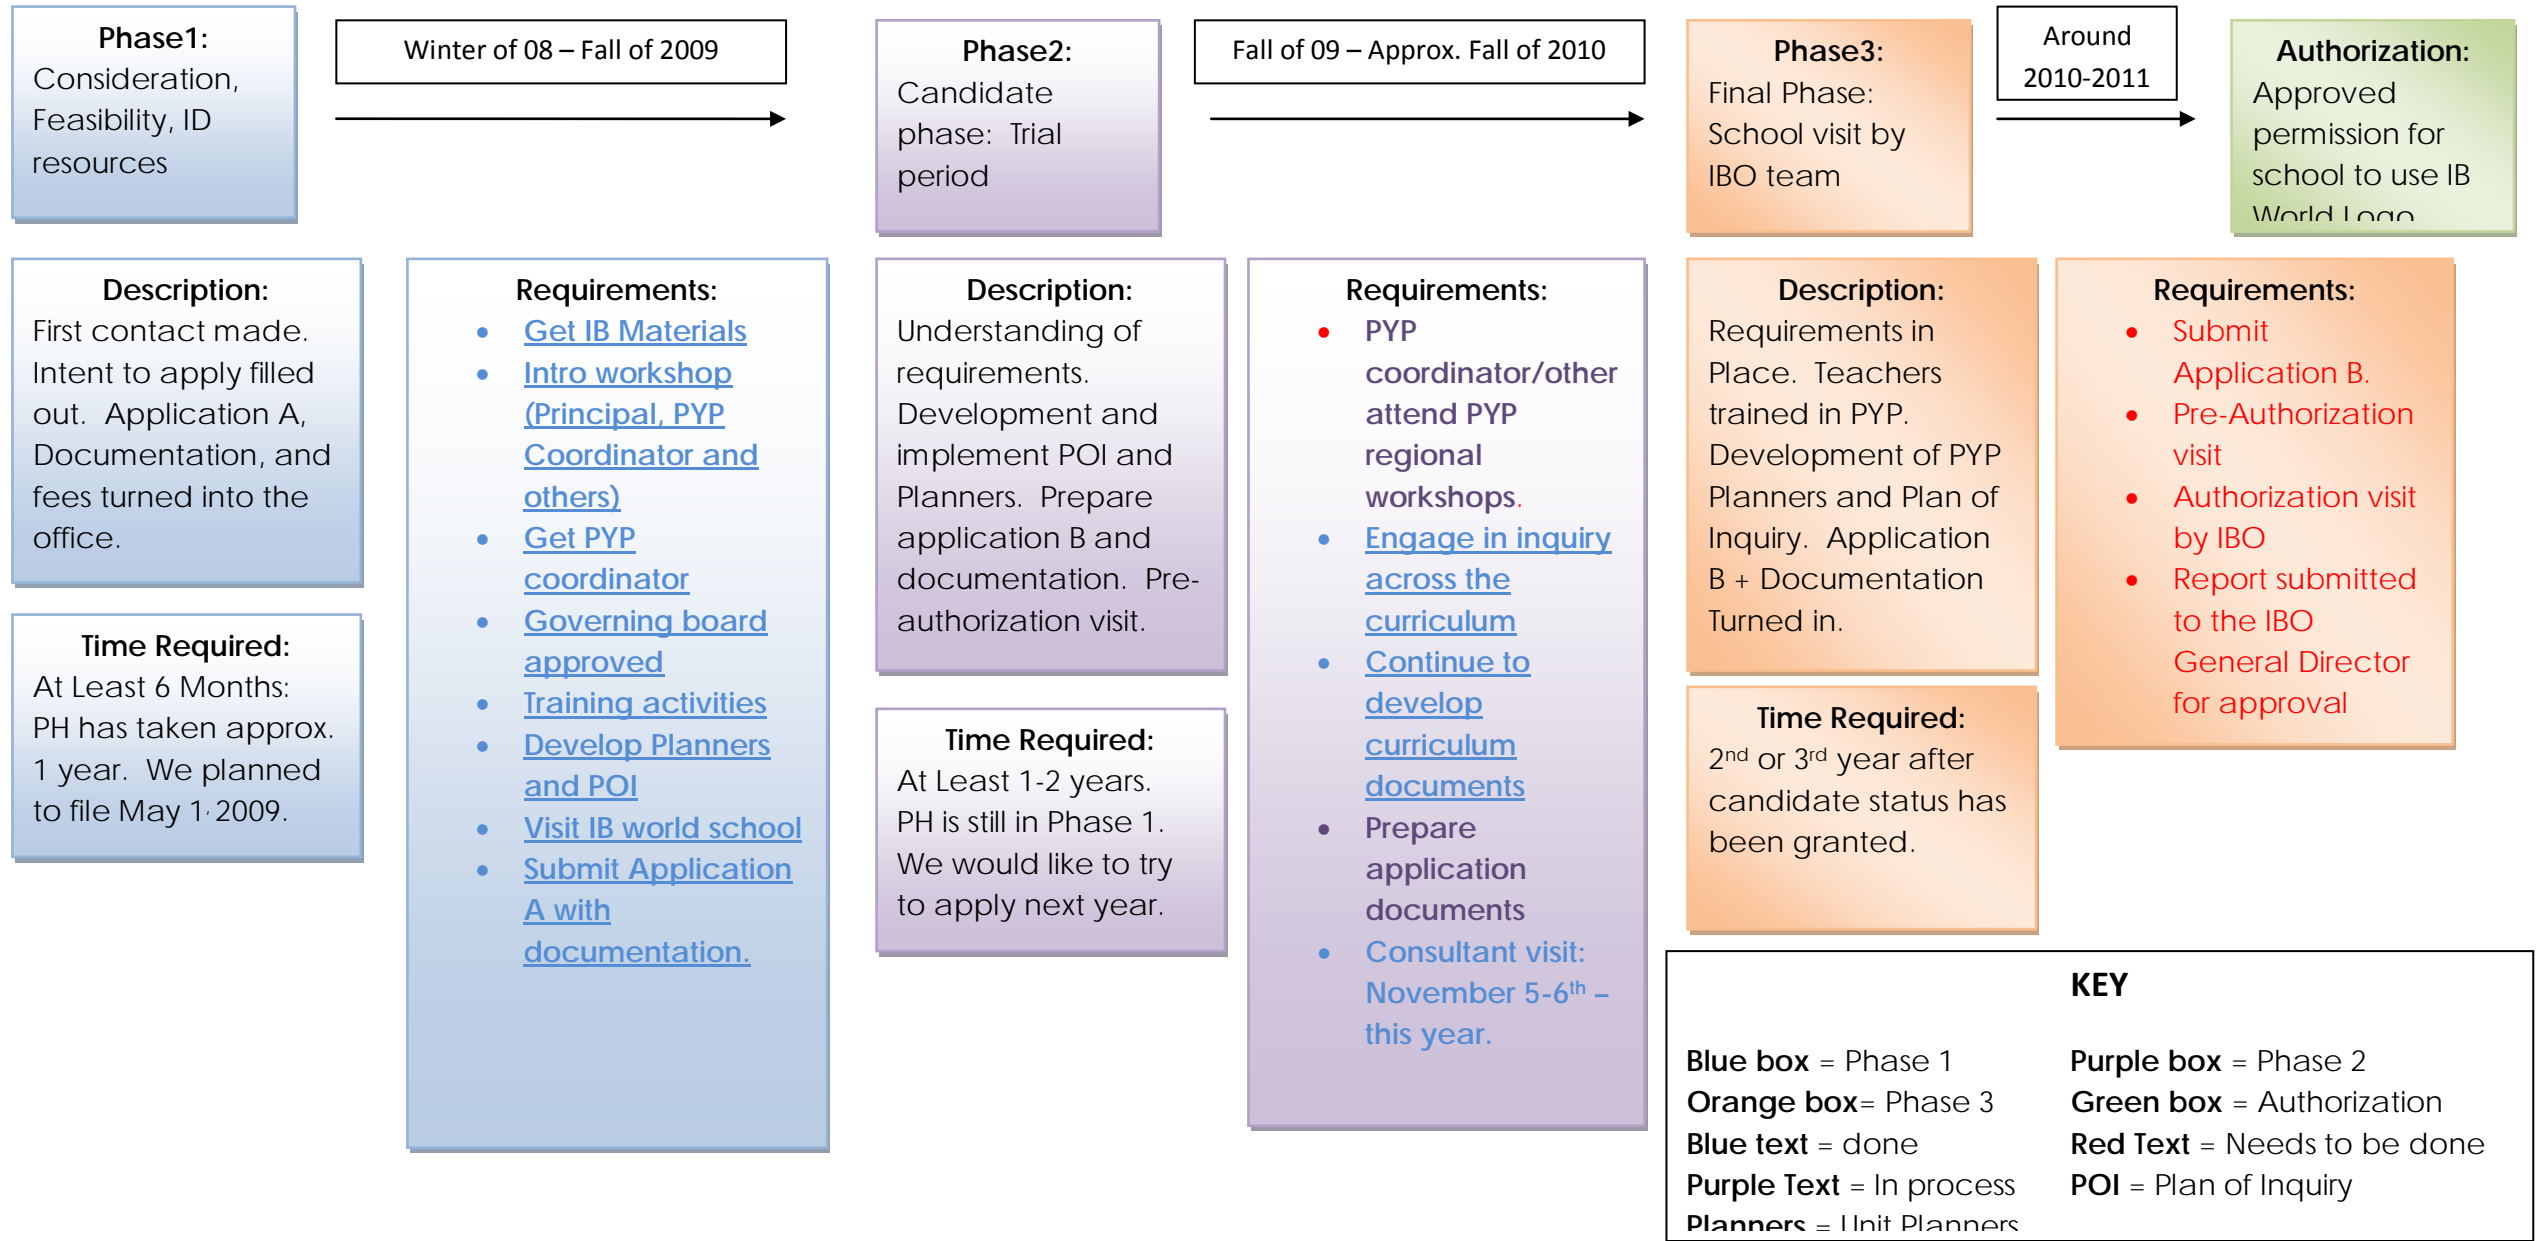 Phase1:
Consideration,
Feasibility, ID
resources
Winter of 08 – Fall of 2009
Phase2:
Candidate
phase: Trial
period
Fall of 09 – Approx. Fall of 2010
Phase3:
Final Phase:
School visit by
IBO team
Around
2010-2011
Authorization:
Approved
permission for
school to use IB
World Logo
Description:
First contact made.
Intent to apply filled
out. Application A,
Documentation, and
fees turned into the
office.
Time Required:
At Least 6 Months:
PH has taken approx.
1 year. We planned
to file May 1, 2009.
Requirements:
• Get IB Materials
• Intro workshop
(Principal, PYP
Coordinator and
others)
• Get PYP
coordinator
• Governing board
approved
• Training activities
• Develop Planners
and POI
• Visit IB world school
• Submit Application
A with
documentation.
Description:
Understanding of
requirements.
Development and
implement POI and
Planners. Prepare
application B and
documentation. Pre-
authorization visit.
Time Required:
At Least 1-2 years.
PH is still in Phase 1.
We would like to try
to apply next year.
Requirements:
• PYP
coordinator/other
attend PYP
regional
workshops.
• Engage in inquiry
across the
curriculum
• Continue to
develop
curriculum
documents
• Prepare
application
documents
• Consultant visit:
November 5-6th –
this year.
Description:
Requirements in
Place. Teachers
trained in PYP.
Development of PYP
Planners and Plan of
Inquiry. Application
B + Documentation
Turned in.
Time Required:
2nd or 3rd year after
candidate status has
been granted.
Requirements:
• Submit
Application B.
• Pre-Authorization
visit
• Authorization visit
by IBO
• Report submitted
to the IBO
General Director
for approval
KEY
Blue box = Phase 1 Purple box = Phase 2
Orange box= Phase 3 Green box = Authorization
Blue text = done Red Text = Needs to be done
Purple Text = In process POI = Plan of Inquiry
Planners = Unit Planners